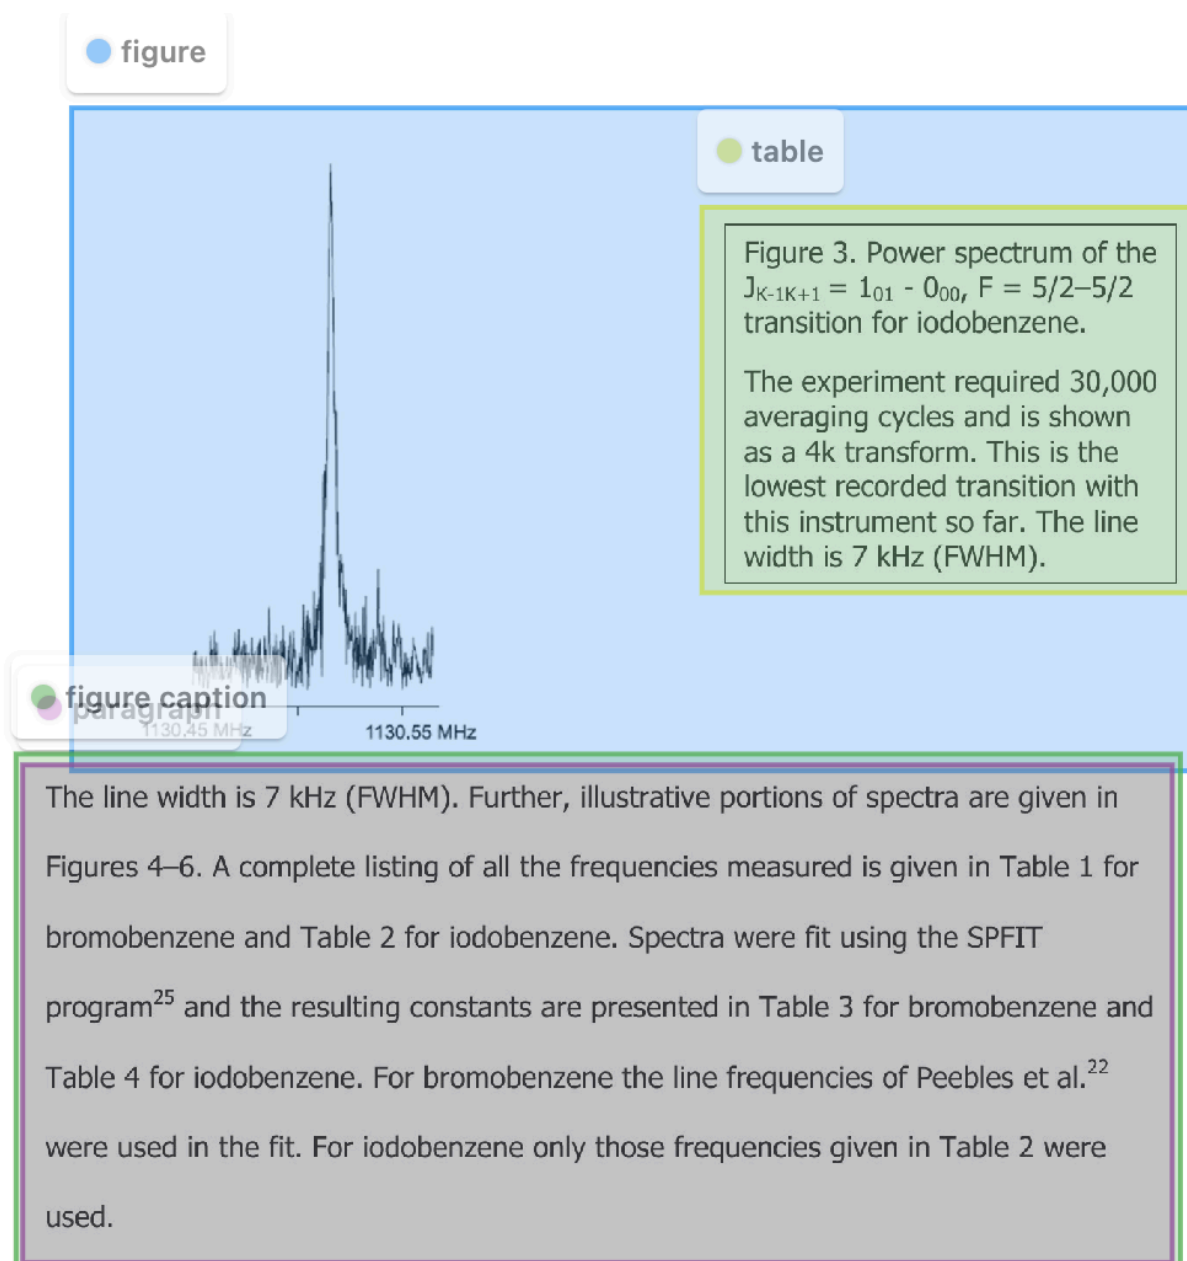 figure
table
Figure 3. Power spectrum of the
J_K-1K+1 = 1_01 - 0_00, F = 5/2–5/2
transition for iodobenzene.
The experiment required 30,000
averaging cycles and is shown
as a 4k transform. This is the
lowest recorded transition with
this instrument so far. The line
width is 7 kHz (FWHM).
figure caption
paragraph
1130.45 MHz
1130.55 MHz
The line width is 7 kHz (FWHM). Further, illustrative portions of spectra are given in
Figures 4–6. A complete listing of all the frequencies measured is given in Table 1 for
bromobenzene and Table 2 for iodobenzene. Spectra were fit using the SPFIT
program²⁵ and the resulting constants are presented in Table 3 for bromobenzene and
Table 4 for iodobenzene. For bromobenzene the line frequencies of Peebles et al.²²
were used in the fit. For iodobenzene only those frequencies given in Table 2 were
used.